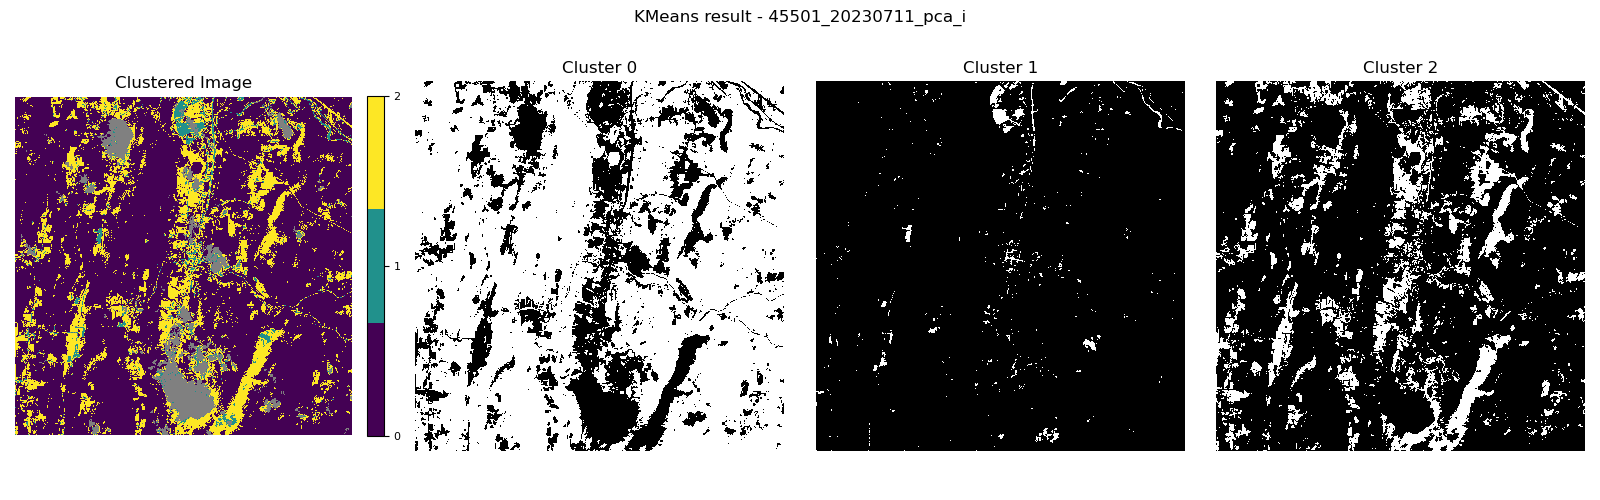 KMeans result - 45501_20230711_pca_i
Clustered Image
Cluster 0
Cluster 1
Cluster 2
2
1
0